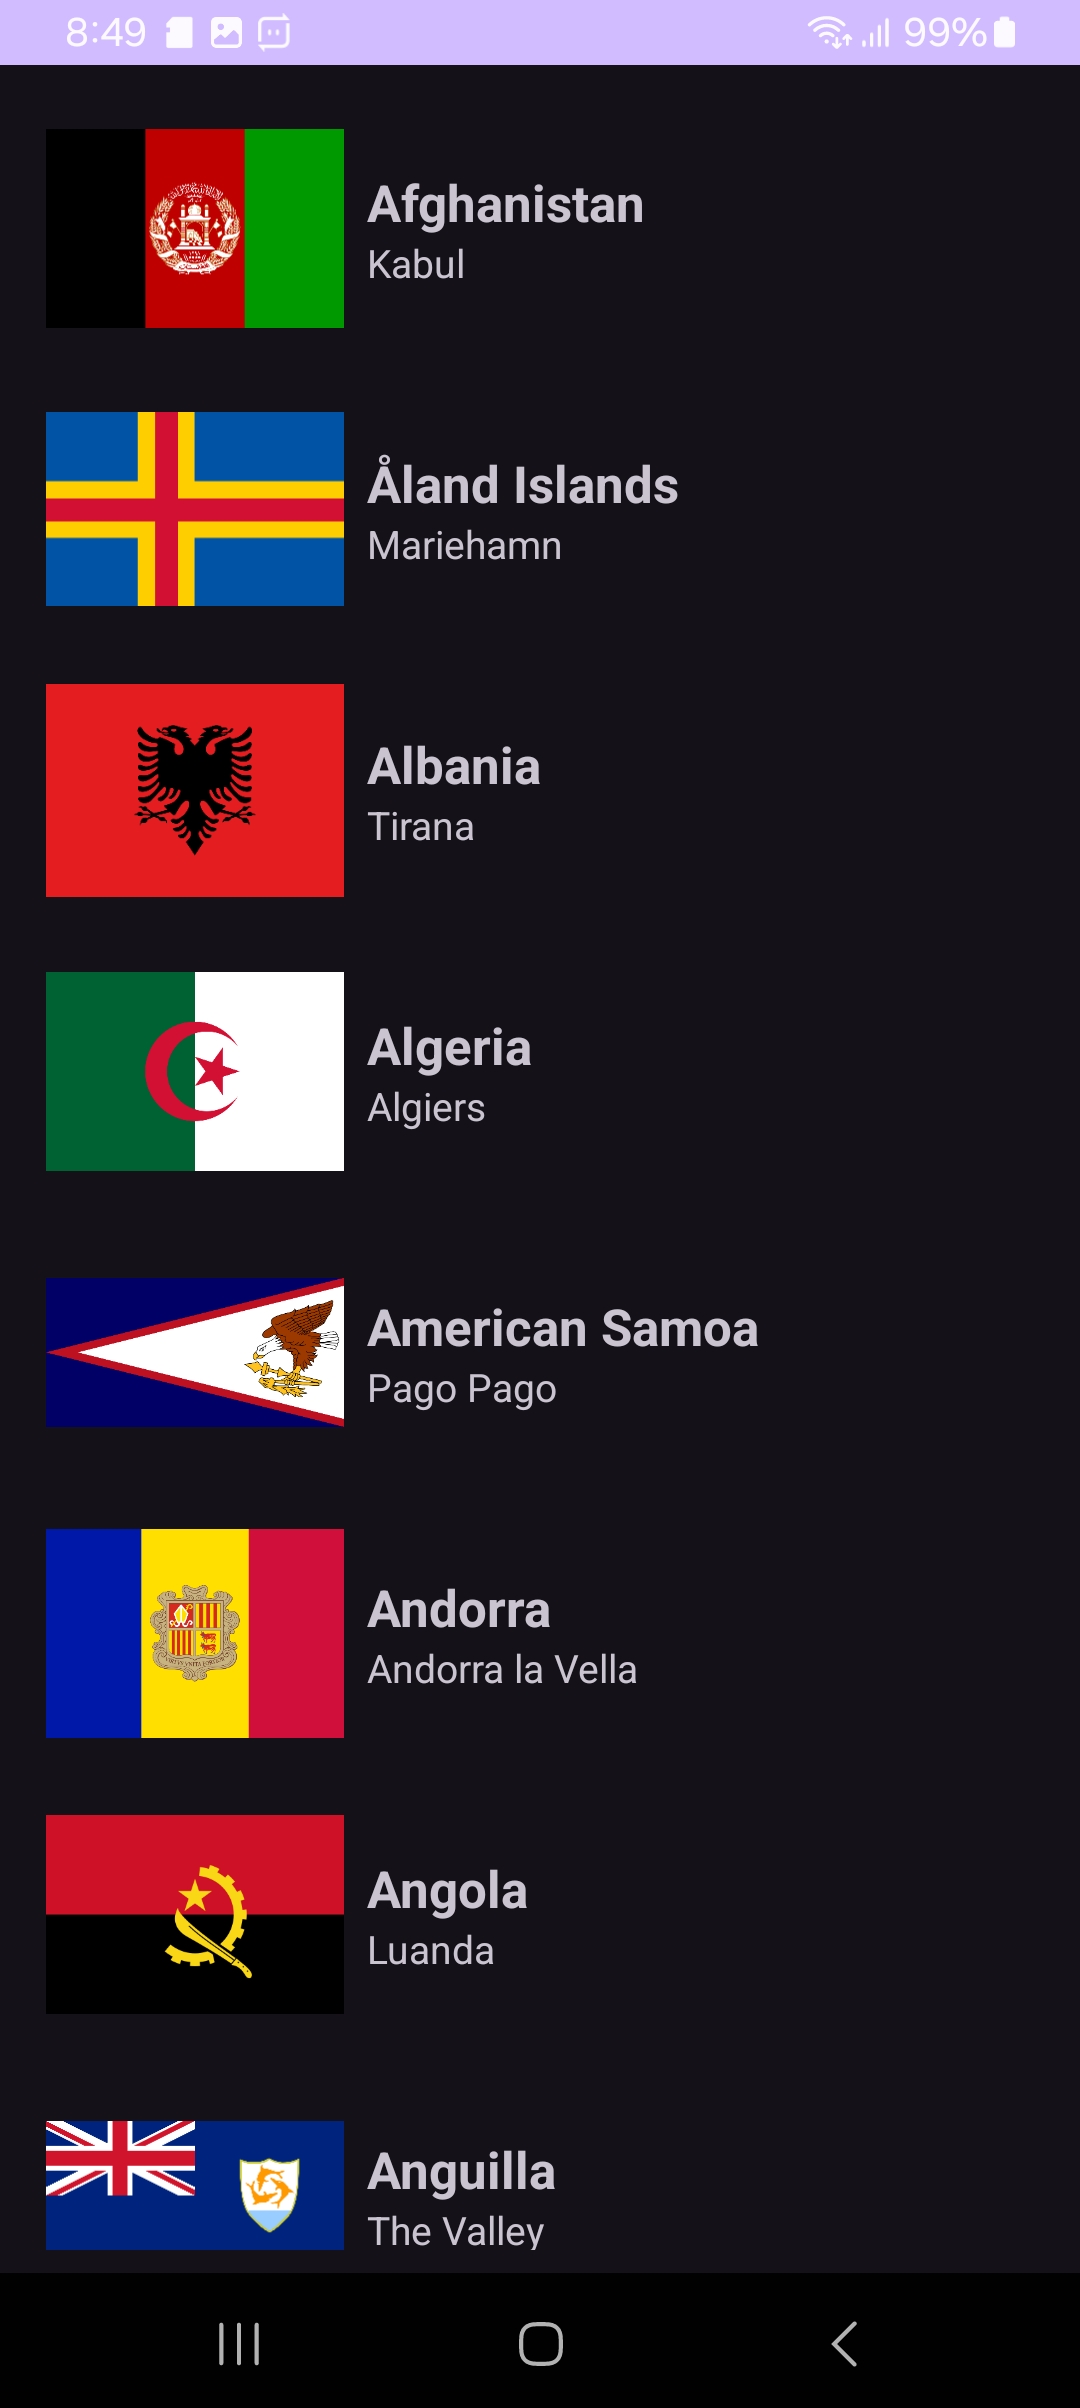 8:49 99%
Afghanistan
Kabul
Åland Islands
Mariehamn
Albania
Tirana
Algeria
Algiers
American Samoa
Pago Pago
Andorra
Andorra la Vella
Angola
Luanda
Anguilla
The Valley